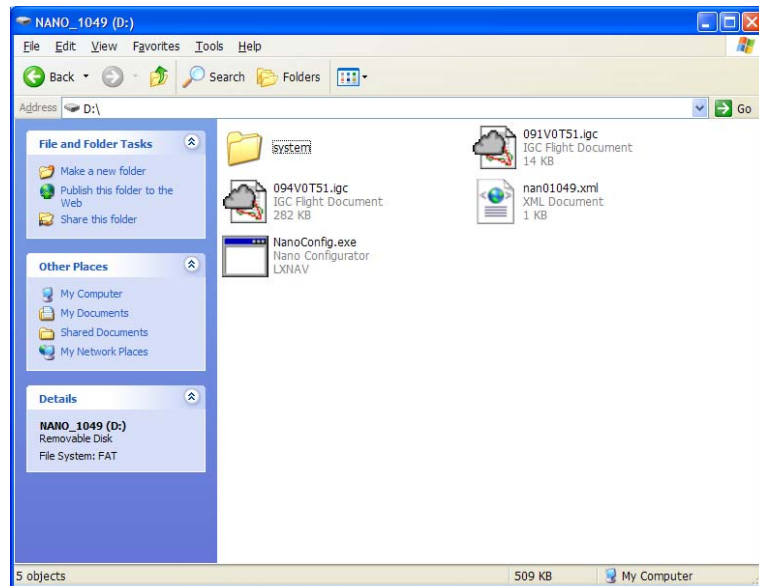 NANO_1049 (D:)
File Edit View Favorites Tools Help
Back Search Folders
Address D:\ Go
File and Folder Tasks
Make a new folder
Publish this folder to the
Web
Share this folder
Other Places
My Computer
My Documents
Shared Documents
My Network Places
Details
NANO_1049 (D:)
Removable Disk
File System: FAT
system
091V0T51.igc
IGC Flight Document
14 KB
094V0T51.igc
IGC Flight Document
282 KB
nan01049.xml
XML Document
1 KB
NanoConfig.exe
Nano Configurator
LXNAV
5 objects 509 KB My Computer